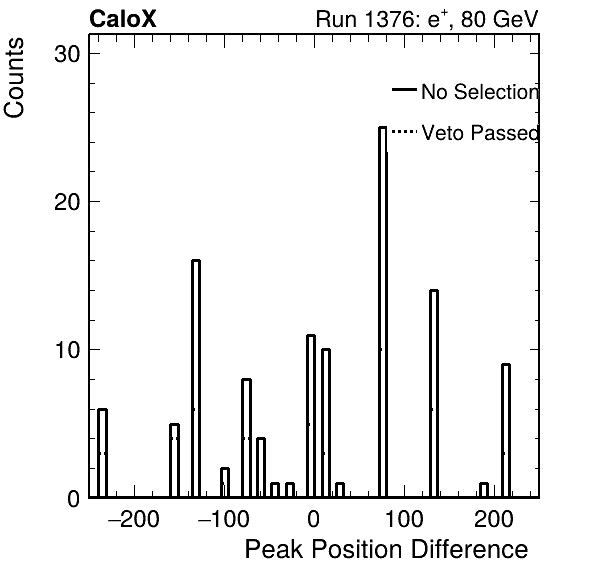 CaloX Run 1376: e+, 80 GeV
Counts
30
No Selection
Veto Passed
20
10
0
−200 −100 0 100 200
Peak Position Difference